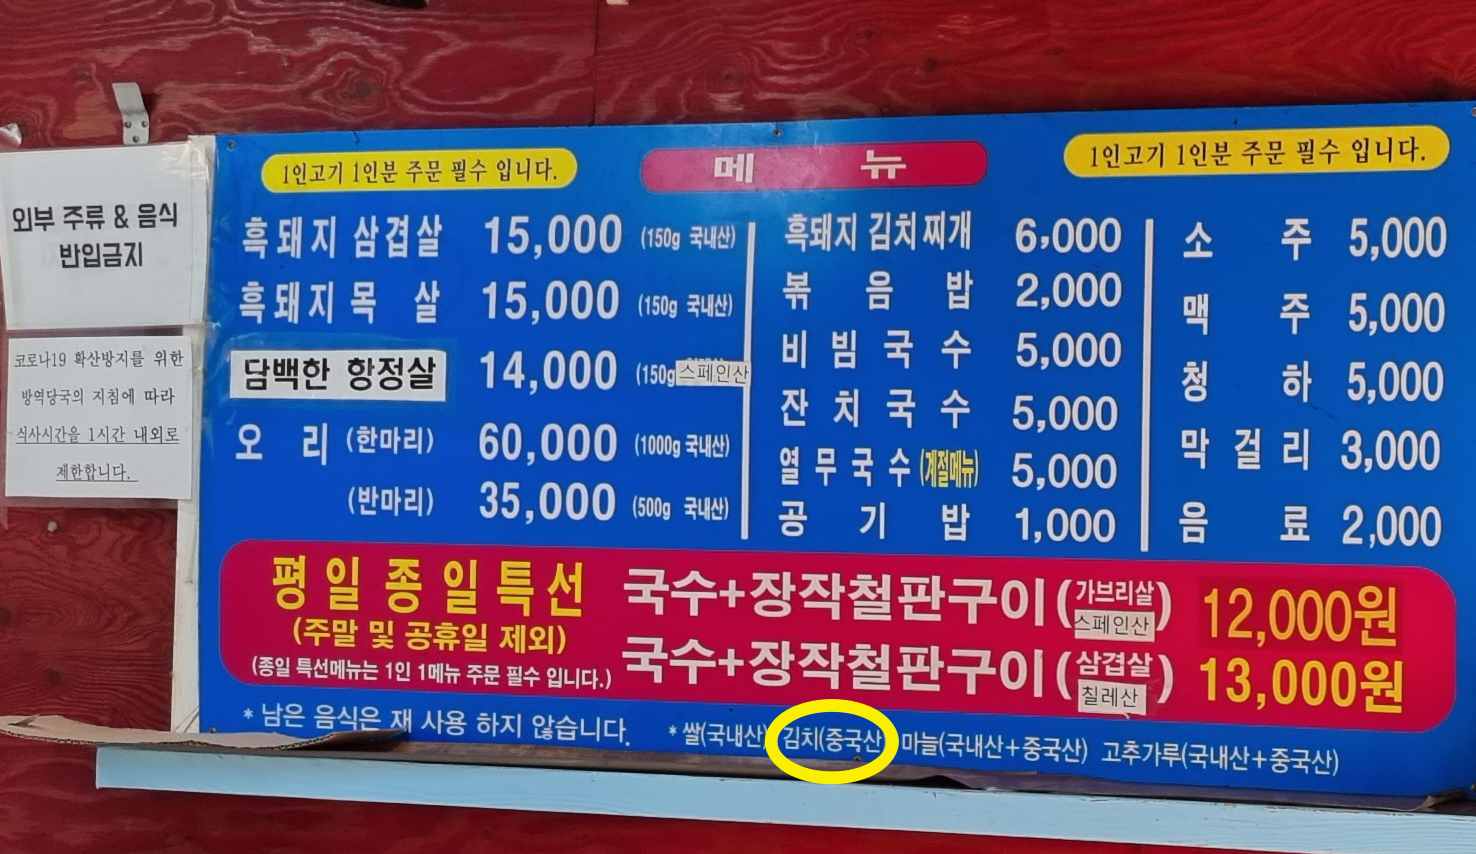 외부 주류 & 음식
반입금지
코로나19 확산방지를 위한
방역당국의 지침에 따라
식사시간을 1시간 내외로
제한합니다.
1인고기 1인분 주문 필수 입니다.
메뉴
1인고기 1인분 주문 필수 입니다.
흑돼지 삼겹살 15,000 (150g 국내산)
흑돼지 목살 15,000 (150g 국내산)
담백한 항정살 14,000 (150g 스페인산
오리 (한마리) 60,000 (1000g 국내산)
(반마리) 35,000 (500g 국내산)
흑돼지 김치찌개 6,000
볶음밥 2,000
비빔국수 5,000
잔치국수 5,000
열무국수 (계절메뉴) 5,000
공기밥 1,000
소주 5,000
맥주 5,000
청하 5,000
막걸리 3,000
음료 2,000
평일 종일특선
(주말 및 공휴일 제외)
(종일 특선메뉴는 1인 1메뉴 주문 필수 입니다.)
국수+장작철판구이 (가브리살 스페인산) 12,000원
국수+장작철판구이 (삼겹살 칠레산) 13,000원
* 남은 음식은 재 사용 하지 않습니다.
* 쌀(국내산) 김치(중국산) 마늘(국내산+중국산) 고추가루(국내산+중국산)